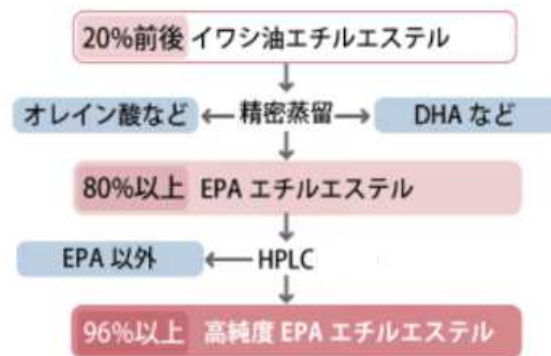 20%前後 イワシ油エチルエステル
オレイン酸など 精密蒸留 DHA など
80%以上 EPA エチルエステル
EPA 以外 HPLC
96%以上 高純度 EPA エチルエステル